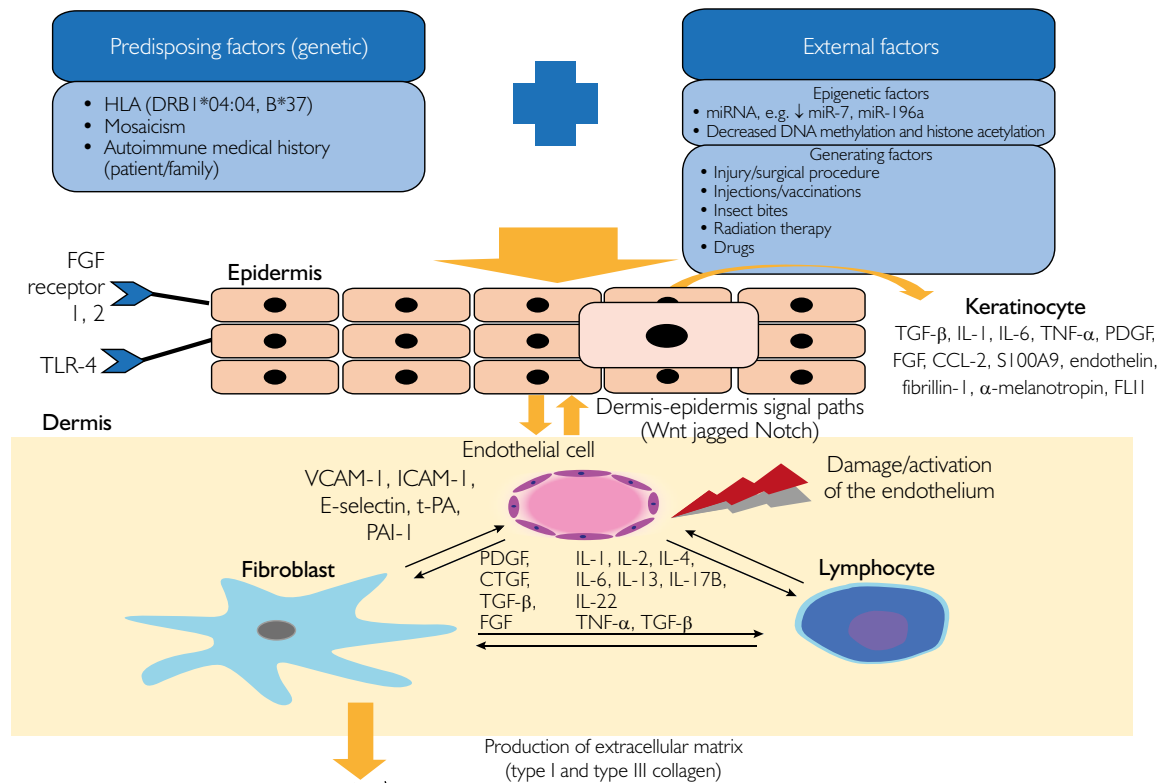 Predisposing factors (genetic)
• HLA (DRB1*04:04, B*37)
• Mosaicism
• Autoimmune medical history
(patient/family)
External factors
Epigenetic factors
• miRNA, e.g. ↓ miR-7, miR-196a
• Decreased DNA methylation and histone acetylation
Generating factors
• Injury/surgical procedure
• Injections/vaccinations
• Insect bites
• Radiation therapy
• Drugs
FGF
receptor
1, 2
TLR-4
Epidermis
Keratinocyte
TGF-β, IL-1, IL-6, TNF-α, PDGF,
FGF, CCL-2, S100A9, endothelin,
fibrillin-1, α-melanotropin, FLI1
Dermis-epidermis signal paths
(Wnt jagged Notch)
Dermis
Endothelial cell
VCAM-1, ICAM-1,
E-selectin, t-PA,
PAI-1
Damage/activation
of the endothelium
Fibroblast
PDGF,
CTGF,
TGF-β,
FGF
IL-1, IL-2, IL-4,
IL-6, IL-13, IL-17B,
IL-22
TNF-α, TGF-β
Lymphocyte
Production of extracellular matrix
(type I and type III collagen)